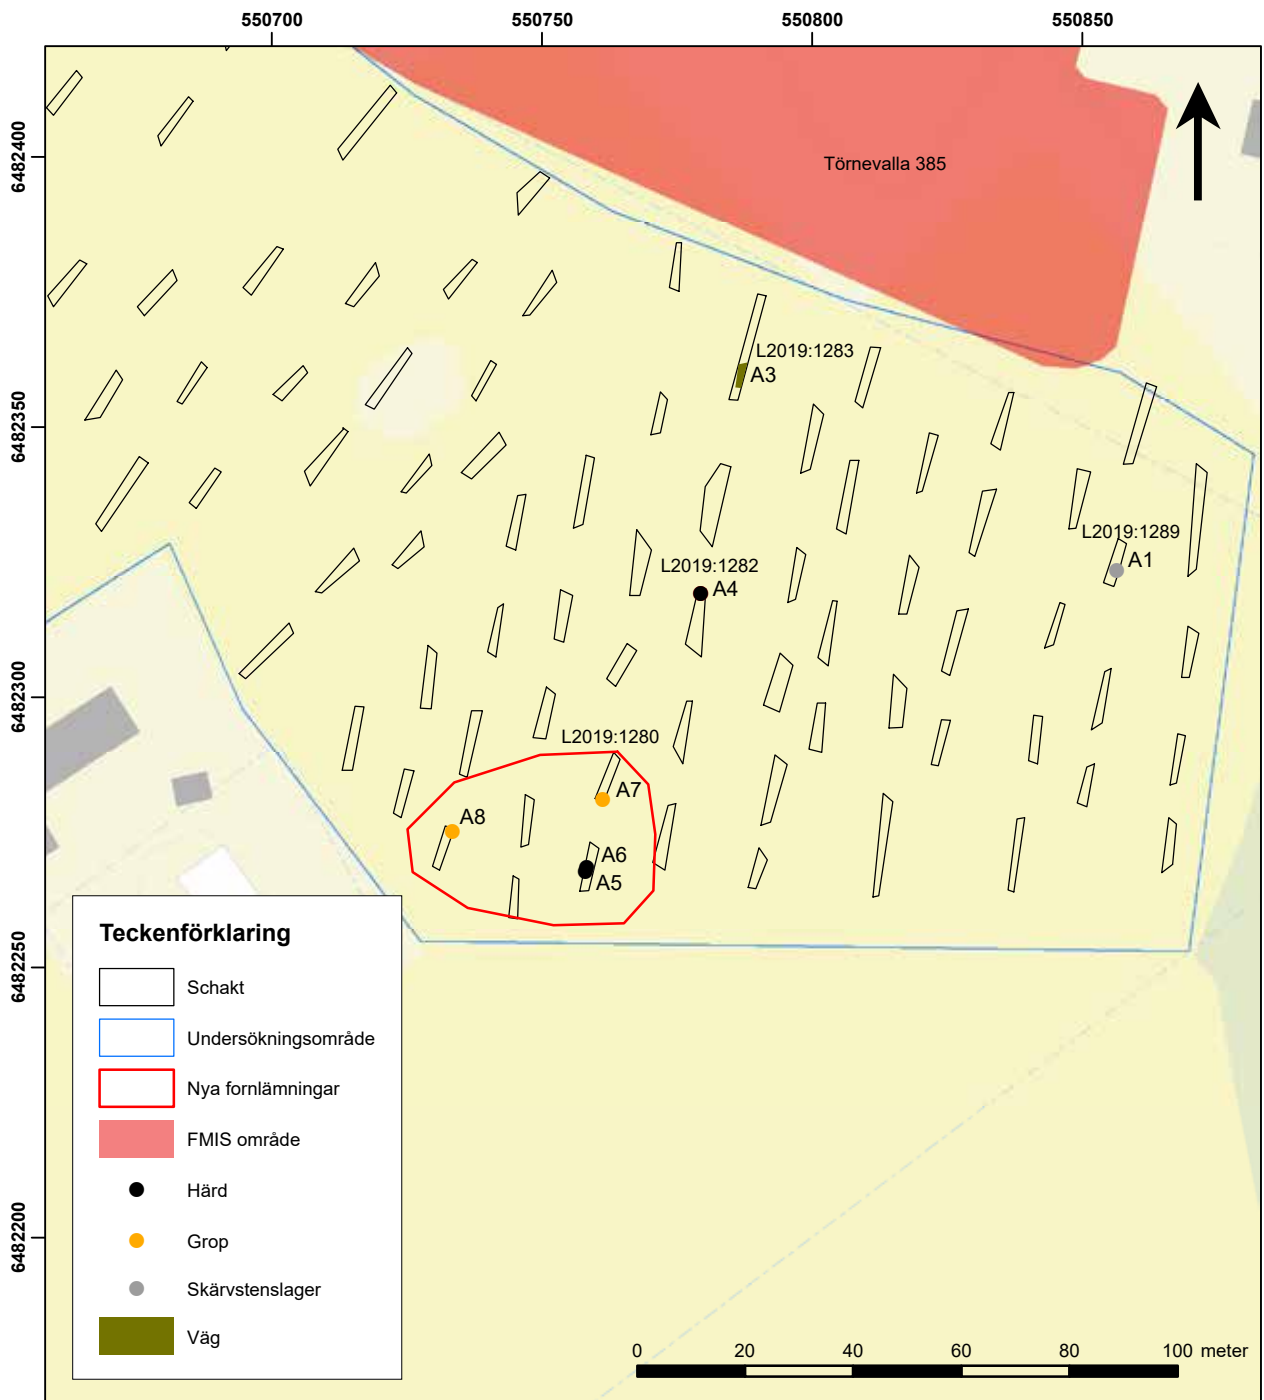 550700 550750 550800 550850
6482400
6482350
6482300
6482250
6482200
Törnevalla 385
L2019:1283
A3
L2019:1289
A1
L2019:1282
A4
L2019:1280
A7
A8
A6
A5
Teckenförklaring
Schakt
Undersökningsområde
Nya fornlämningar
FMIS område
Härd
Grop
Skärvstenslager
Väg
0 20 40 60 80 100 meter